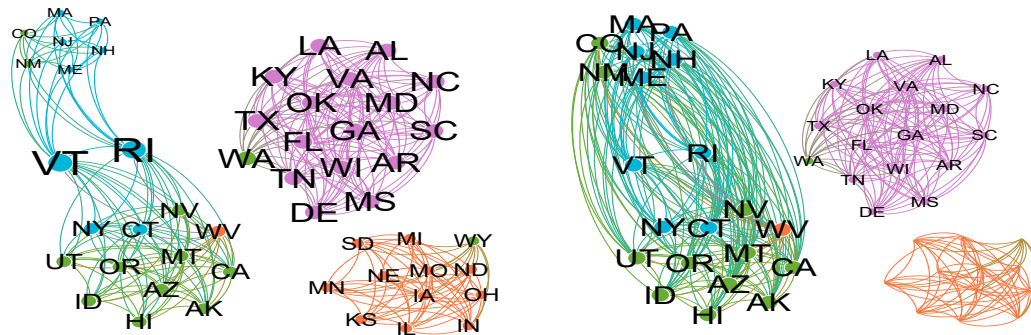 MA
PA
CO
NJ
NH
NM
ME
VT
RI
NY
CT
NV
WV
UT
OR
MT
CA
ID
AZ
AK
HI
LA
AL
KY
VA
NC
OK
MD
TX
FL
GA
SC
WA
TN
WI
AR
DE
MS
SD
MI
WY
NE
MO
ND
MN
IA
OH
KS
IL
IN
MA
PA
CO
NJ
NH
NM
ME
VT
RI
NY
CT
NV
WV
UT
OR
MT
CA
ID
AZ
AK
HI
LA
AL
KY
VA
NC
OK
MD
TX
FL
GA
SC
WA
TN
WI
AR
DE
MS